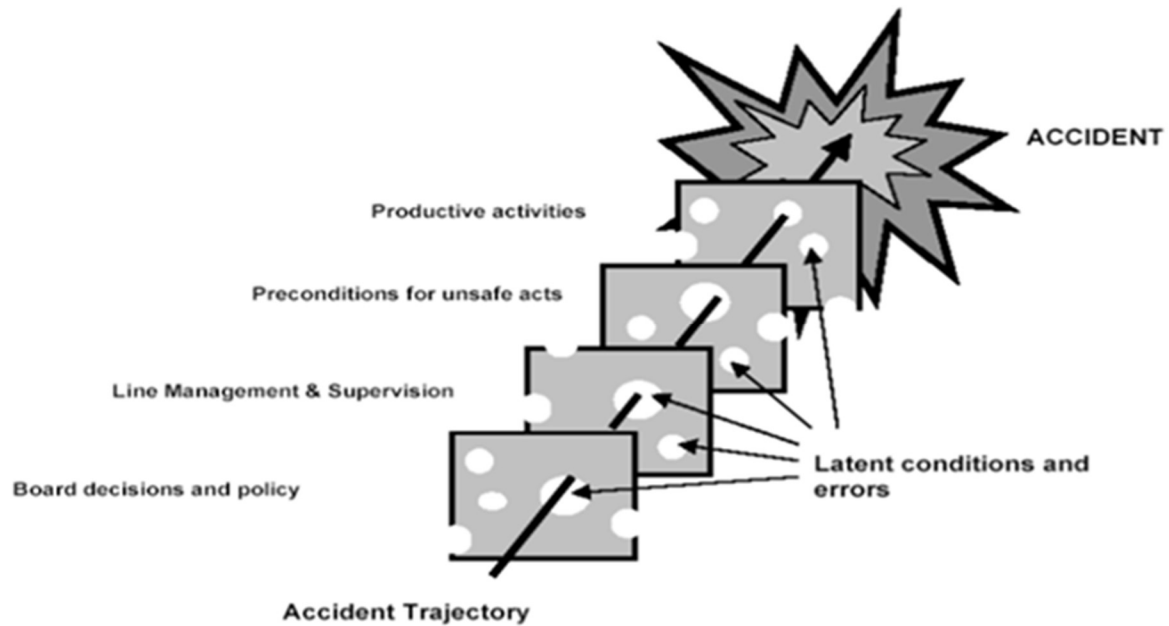 ACCIDENT
Productive activities
Preconditions for unsafe acts
Line Management & Supervision
Latent conditions and
errors
Board decisions and policy
Accident Trajectory